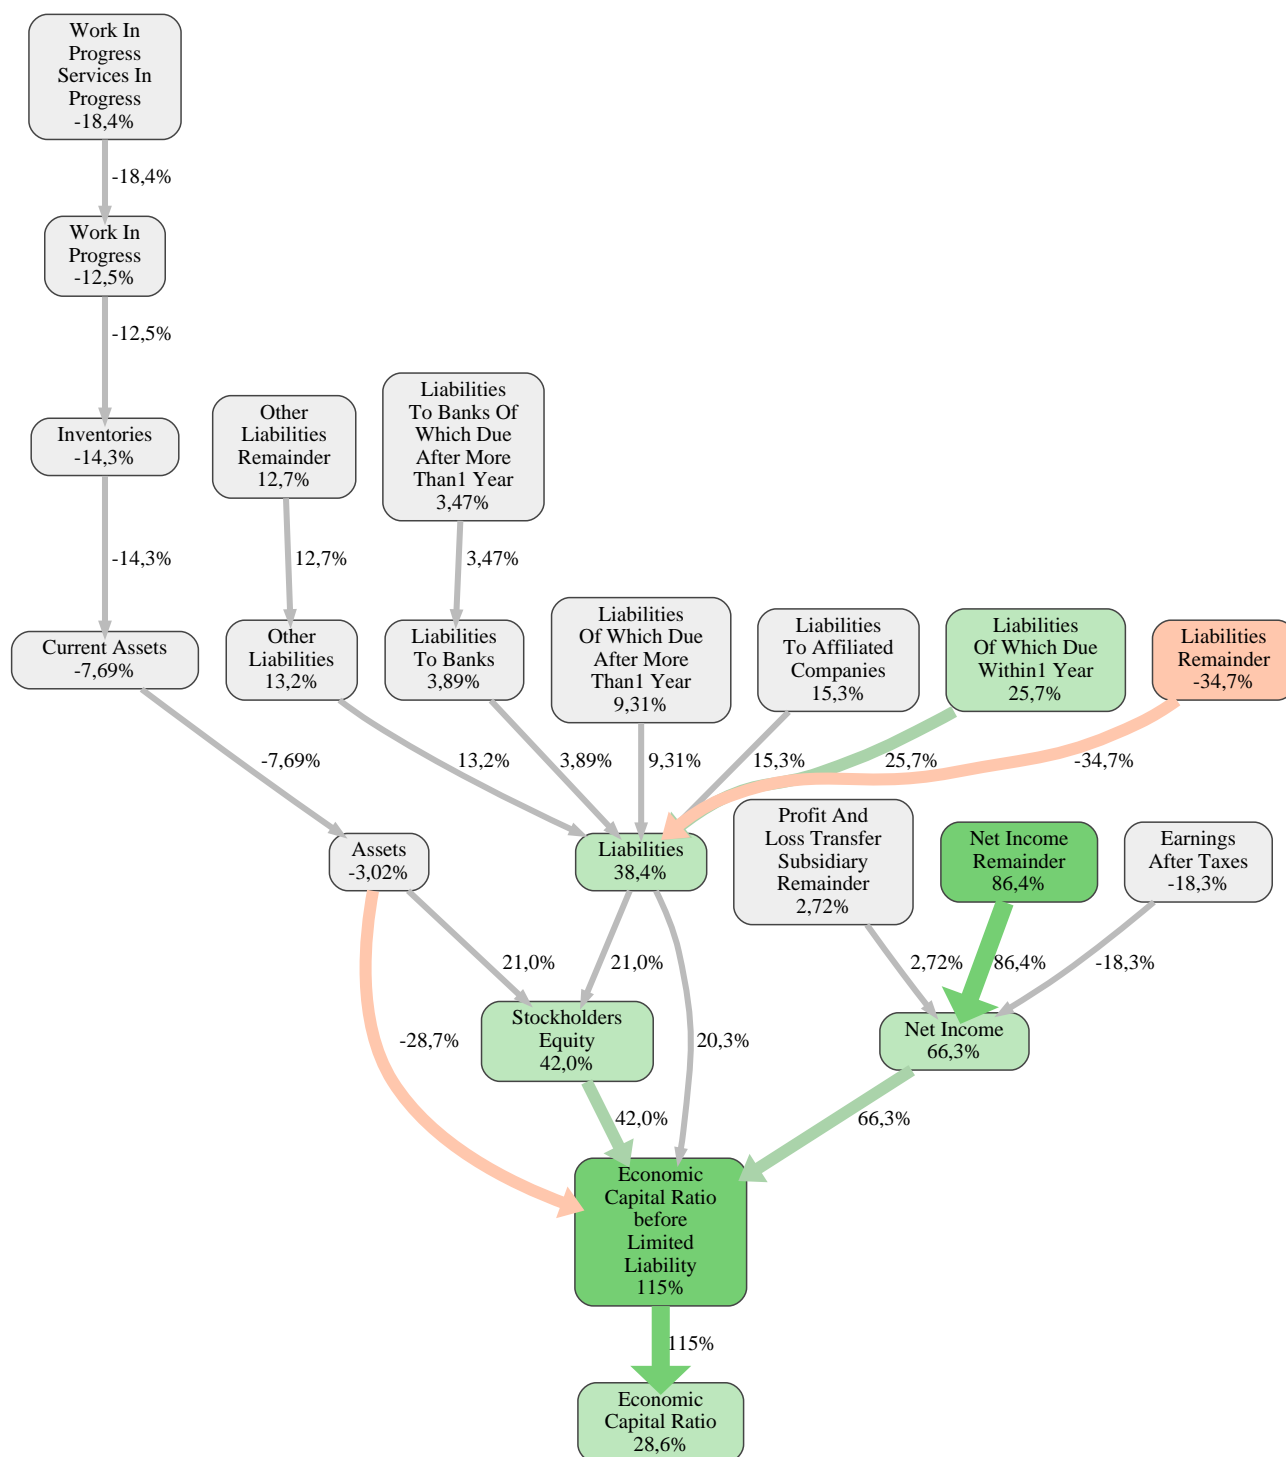 Work In
Progress
Services In
Progress
-18,4%
-18,4%
Work In
Progress
-12,5%
-12,5%
Inventories
-14,3%
Other
Liabilities
Remainder
12,7%
Liabilities
To Banks Of
Which Due
After More
Than1 Year
3,47%
-14,3%
12,7%
3,47%
Current Assets
-7,69%
Other
Liabilities
13,2%
Liabilities
To Banks
3,89%
Liabilities
Of Which Due
After More
Than1 Year
9,31%
Liabilities
To Affiliated
Companies
15,3%
Liabilities
Of Which Due
Within1 Year
25,7%
Liabilities
Remainder
-34,7%
-7,69%
13,2%
3,89%
9,31%
15,3%
25,7%
-34,7%
Assets
-3,02%
Liabilities
38,4%
Profit And
Loss Transfer
Subsidiary
Remainder
2,72%
Net Income
Remainder
86,4%
Earnings
After Taxes
-18,3%
21,0%
21,0%
2,72%
86,4%
-18,3%
Stockholders
Equity
42,0%
-28,7%
20,3%
Net Income
66,3%
42,0%
66,3%
Economic
Capital Ratio
before
Limited
Liability
115%
115%
Economic
Capital Ratio
28,6%